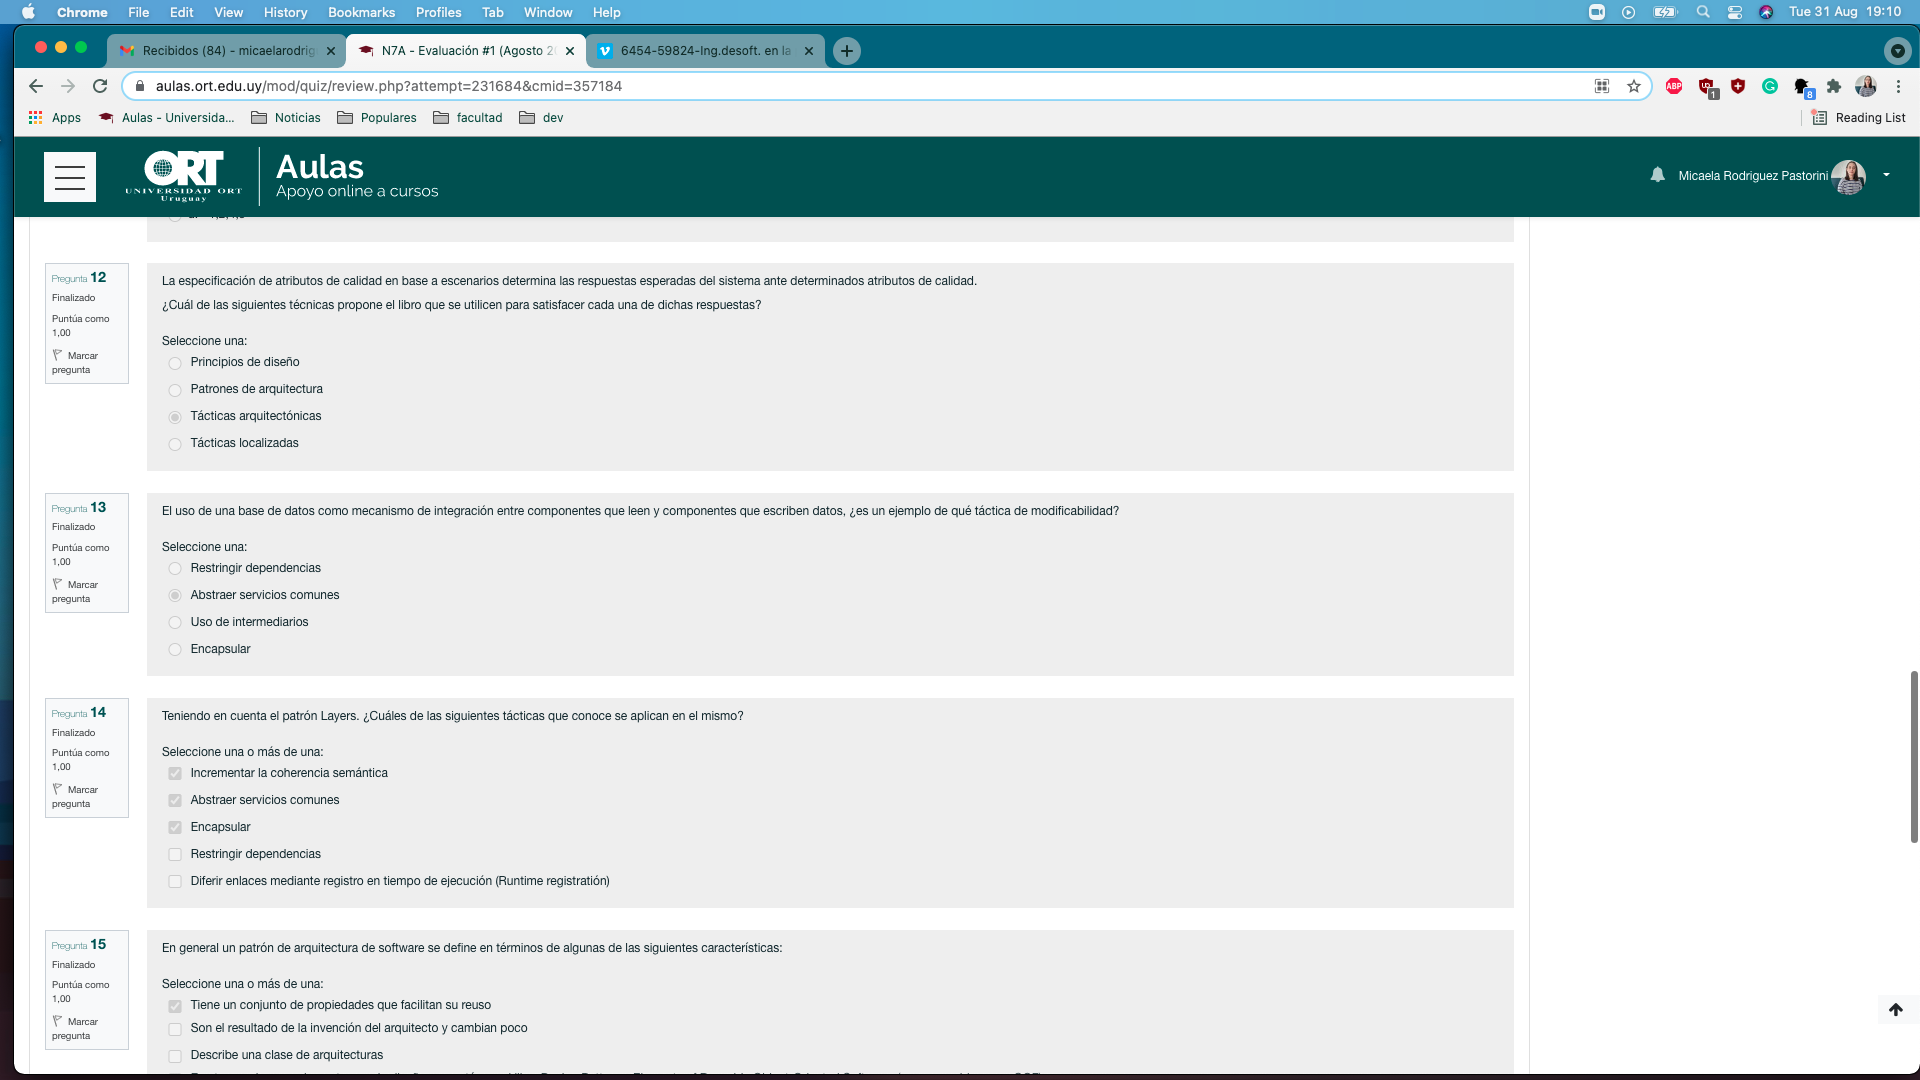 Chrome File Edit View History Bookmarks Profiles Tab Window Help Tue 31 Aug 19:10
Recibidos (84) - micaelarodrig
N7A - Evaluación #1 (Agosto 2
6454-59824-Ing.desoft. en la
aulas.ort.edu.uy/mod/quiz/review.php?attempt=231684&cmid=357184
ABP
1
8
Apps Aulas - Universida... Noticias Populares facultad dev Reading List
ORT
UNIVERSIDAD ORT
Uruguay
Aulas
Apoyo online a cursos
Micaela Rodriguez Pastorini
Pregunta 12
Finalizado
Puntúa como
1,00
Marcar
pregunta
La especificación de atributos de calidad en base a escenarios determina las respuestas esperadas del sistema ante determinados atributos de calidad.
¿Cuál de las siguientes técnicas propone el libro que se utilicen para satisfacer cada una de dichas respuestas?
Seleccione una:
Principios de diseño
Patrones de arquitectura
Tácticas arquitectónicas
Tácticas localizadas
Pregunta 13
Finalizado
Puntúa como
1,00
Marcar
pregunta
El uso de una base de datos como mecanismo de integración entre componentes que leen y componentes que escriben datos, ¿es un ejemplo de qué táctica de modificabilidad?
Seleccione una:
Restringir dependencias
Abstraer servicios comunes
Uso de intermediarios
Encapsular
Pregunta 14
Finalizado
Puntúa como
1,00
Marcar
pregunta
Teniendo en cuenta el patrón Layers. ¿Cuáles de las siguientes tácticas que conoce se aplican en el mismo?
Seleccione una o más de una:
Incrementar la coherencia semántica
Abstraer servicios comunes
Encapsular
Restringir dependencias
Diferir enlaces mediante registro en tiempo de ejecución (Runtime registratión)
Pregunta 15
Finalizado
Puntúa como
1,00
Marcar
pregunta
En general un patrón de arquitectura de software se define en términos de algunas de las siguientes características:
Seleccione una o más de una:
Tiene un conjunto de propiedades que facilitan su reuso
Son el resultado de la invención del arquitecto y cambian poco
Describe una clase de arquitecturas